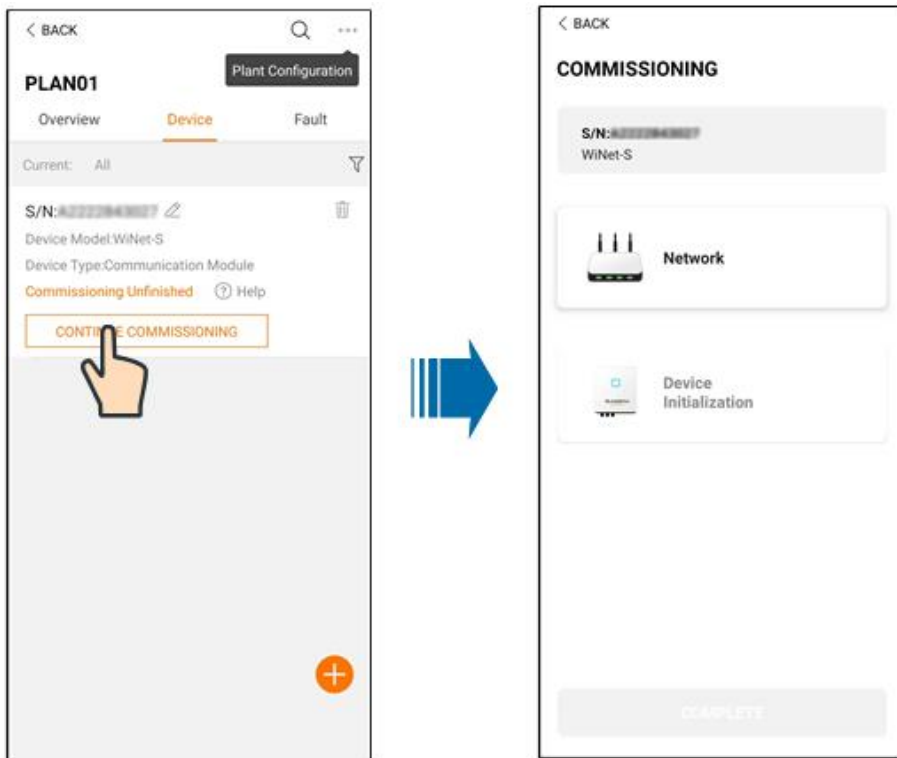 < BACK
Plant Configuration
PLAN01
Overview Device Fault
Current: All
S/N:
Device Model:WiNet-S
Device Type:Communication Module
Commissioning Unfinished ? Help
COMMISSIONING
< BACK
COMMISSIONING
S/N:
WiNet-S
Network
Device
Initialization
COMPLETE